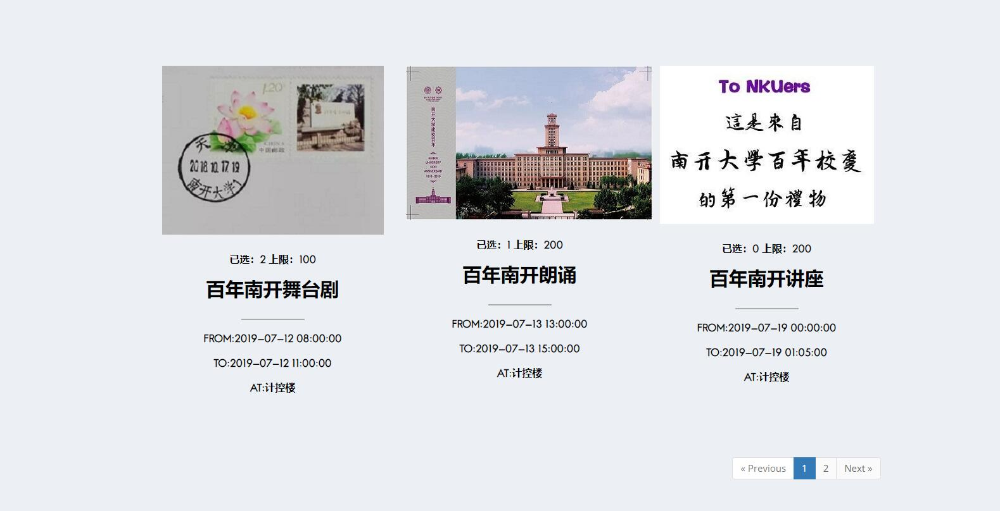 1.20
CHINA
中国邮政
天津
2018.10.17.19
南开大学1
已选：2 上限：100
百年南开舞台剧
FROM:2019-07-12 08:00:00
TO:2019-07-12 11:00:00
AT:计控楼
南开大学建校百年
NANKAI
UNIVERSITY
100th
ANNIVERSARY
1919-2019
已选：1 上限：200
百年南开朗诵
FROM:2019-07-13 13:00:00
TO:2019-07-13 15:00:00
AT:计控楼
To NKUers
這是來自
南开大學百年校慶
的第一份禮物
已选：0 上限：200
百年南开讲座
FROM:2019-07-19 00:00:00
TO:2019-07-19 01:05:00
AT:计控楼
« Previous 1 2 Next »